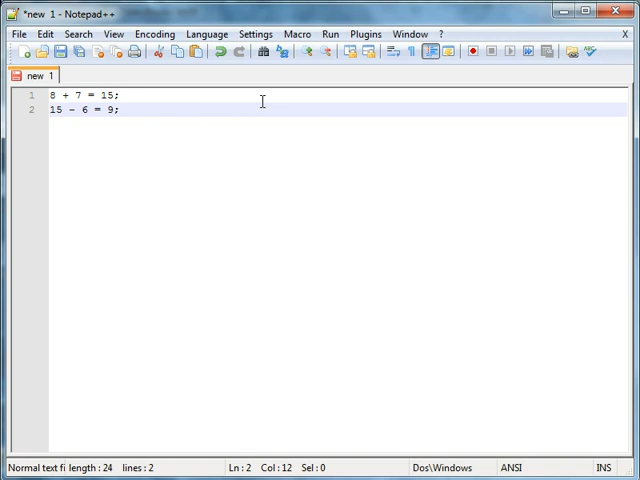 *new 1 - Notepad++
File Edit Search View Encoding Language Settings Macro Run Plugins Window ? X
new 1
1 8 + 7 = 15;
2 15 - 6 = 9;
Normal text fi length : 24 lines : 2 Ln : 2 Col : 12 Sel : 0 Dos\Windows ANSI INS